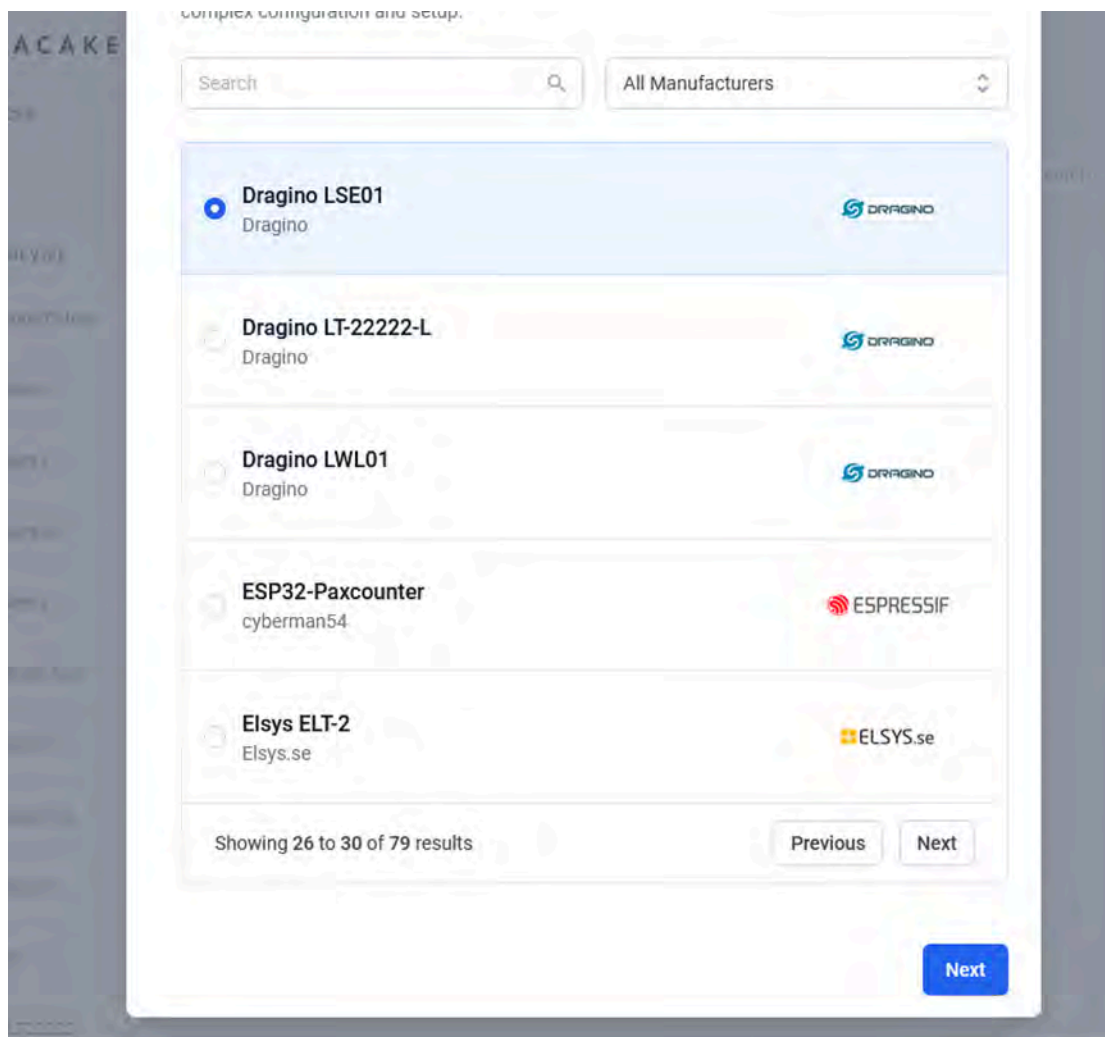 complex configuration and setup.
ACAKE
Search
All Manufacturers
Dragino LSE01
Dragino
DRAGINO
Dragino LT-22222-L
Dragino
DRAGINO
Dragino LWL01
Dragino
DRAGINO
ESP32-Paxcounter
cyberman54
ESPRESSIF
Elsys ELT-2
Elsys.se
ELSYS.se
Showing 26 to 30 of 79 results
Previous
Next
Next